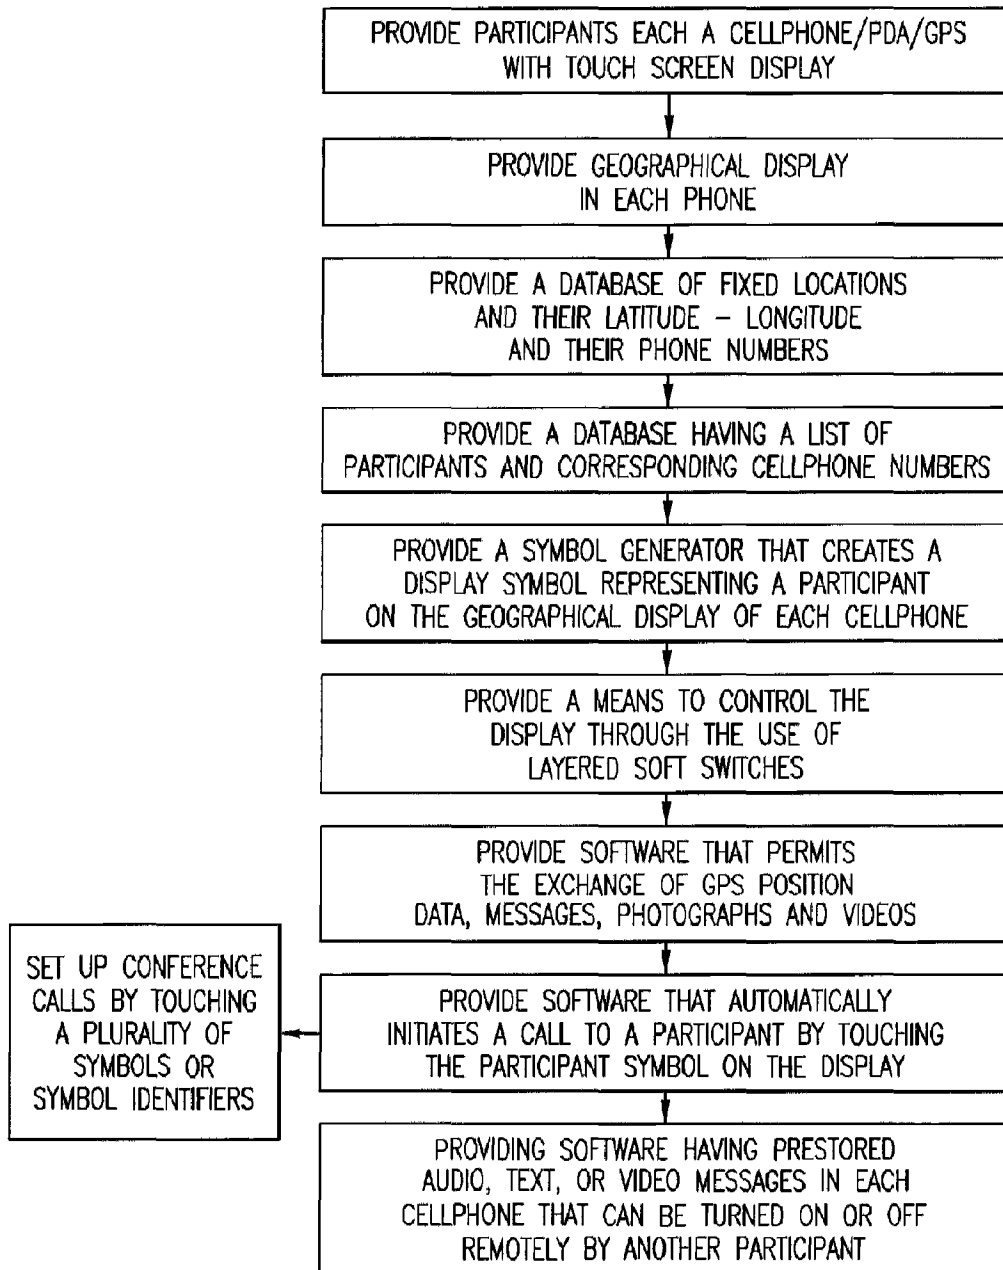 PROVIDE PARTICIPANTS EACH A CELLPHONE/PDA/GPS
WITH TOUCH SCREEN DISPLAY
PROVIDE GEOGRAPHICAL DISPLAY
IN EACH PHONE
PROVIDE A DATABASE OF FIXED LOCATIONS
AND THEIR LATITUDE – LONGITUDE
AND THEIR PHONE NUMBERS
PROVIDE A DATABASE HAVING A LIST OF
PARTICIPANTS AND CORRESPONDING CELLPHONE NUMBERS
PROVIDE A SYMBOL GENERATOR THAT CREATES A
DISPLAY SYMBOL REPRESENTING A PARTICIPANT
ON THE GEOGRAPHICAL DISPLAY OF EACH CELLPHONE
PROVIDE A MEANS TO CONTROL THE
DISPLAY THROUGH THE USE OF
LAYERED SOFT SWITCHES
PROVIDE SOFTWARE THAT PERMITS
THE EXCHANGE OF GPS POSITION
DATA, MESSAGES, PHOTOGRAPHS AND VIDEOS
PROVIDE SOFTWARE THAT AUTOMATICALLY
INITIATES A CALL TO A PARTICIPANT BY TOUCHING
THE PARTICIPANT SYMBOL ON THE DISPLAY
SET UP CONFERENCE
CALLS BY TOUCHING
A PLURALITY OF
SYMBOLS OR
SYMBOL IDENTIFIERS
PROVIDING SOFTWARE HAVING PRESTORED
AUDIO, TEXT, OR VIDEO MESSAGES IN EACH
CELLPHONE THAT CAN BE TURNED ON OR OFF
REMOTELY BY ANOTHER PARTICIPANT